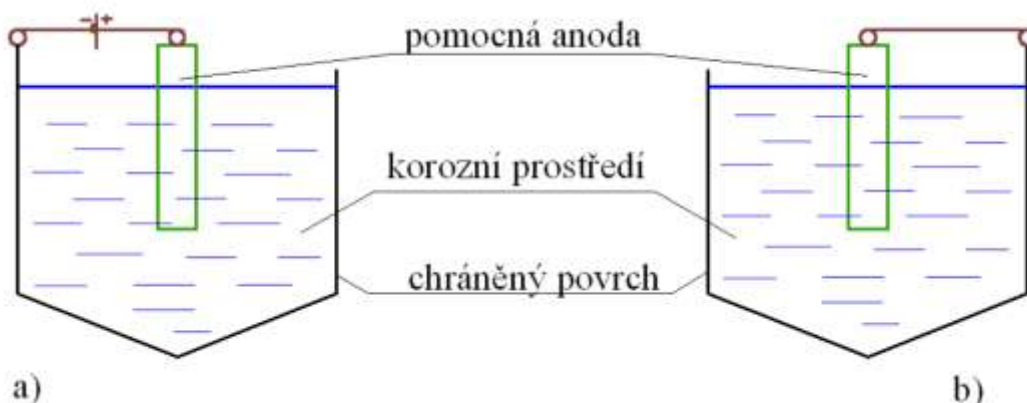 - +
pomocná anoda
korozní prostředí
chráněný povrch
a)
b)